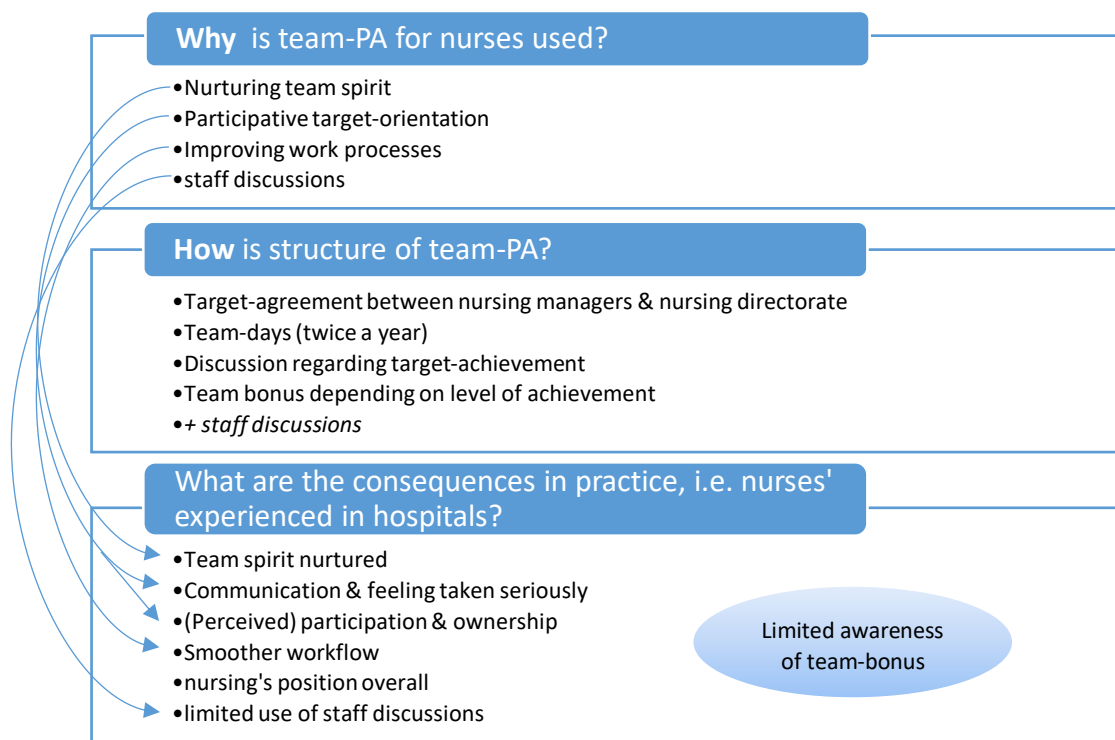 Why is team-PA for nurses used?
•Nurturing team spirit
•Participative target-orientation
•Improving work processes
•staff discussions
How is structure of team-PA?
•Target-agreement between nursing managers & nursing directorate
•Team-days (twice a year)
•Discussion regarding target-achievement
•Team bonus depending on level of achievement
•+ staff discussions
What are the consequences in practice, i.e. nurses'
experienced in hospitals?
•Team spirit nurtured
•Communication & feeling taken seriously
•(Perceived) participation & ownership
•Smoother workflow
•nursing's position overall
•limited use of staff discussions
Limited awareness
of team-bonus